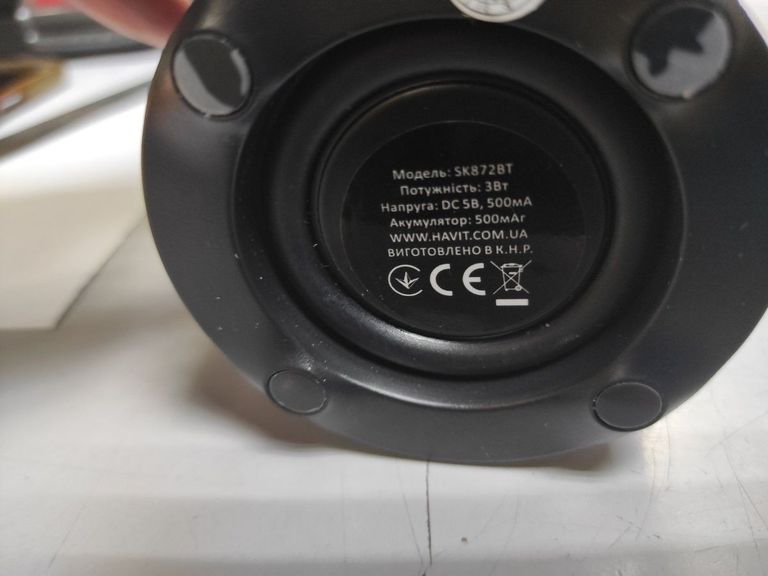 Модель: SK872BT
Потужність: 3Вт
Напруга: DC 5В, 500мА
Акумулятор: 500мАг
WWW.HAVIT.COM.UA
ВИГОТОВЛЕНО В К.Н.Р.
CE